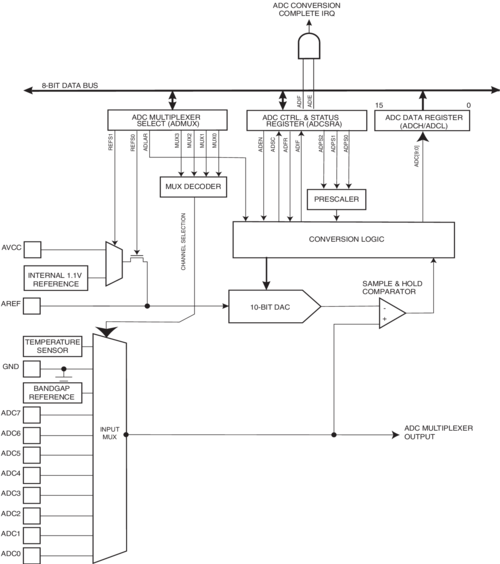 ADC CONVERSION
COMPLETE IRQ
8-BIT DATA BUS
ADIF
ADIE
15
0
ADC MULTIPLEXER
SELECT (ADMUX)
ADC CTRL. & STATUS
REGISTER (ADCSRA)
ADC DATA REGISTER
(ADCH/ADCL)
REFS1
REFS0
ADLAR
MUX3
MUX2
MUX1
MUX0
ADEN
ADSC
ADFR
ADIF
ADPS2
ADPS1
ADPS0
ADC[9:0]
MUX DECODER
PRESCALER
CHANNEL SELECTION
CONVERSION LOGIC
AVCC
INTERNAL 1.1V
REFERENCE
AREF
10-BIT DAC
SAMPLE & HOLD
COMPARATOR
-
+
TEMPERATURE
SENSOR
GND
BANDGAP
REFERENCE
ADC7
ADC6
ADC5
ADC4
ADC3
ADC2
ADC1
ADC0
INPUT
MUX
ADC MULTIPLEXER
OUTPUT